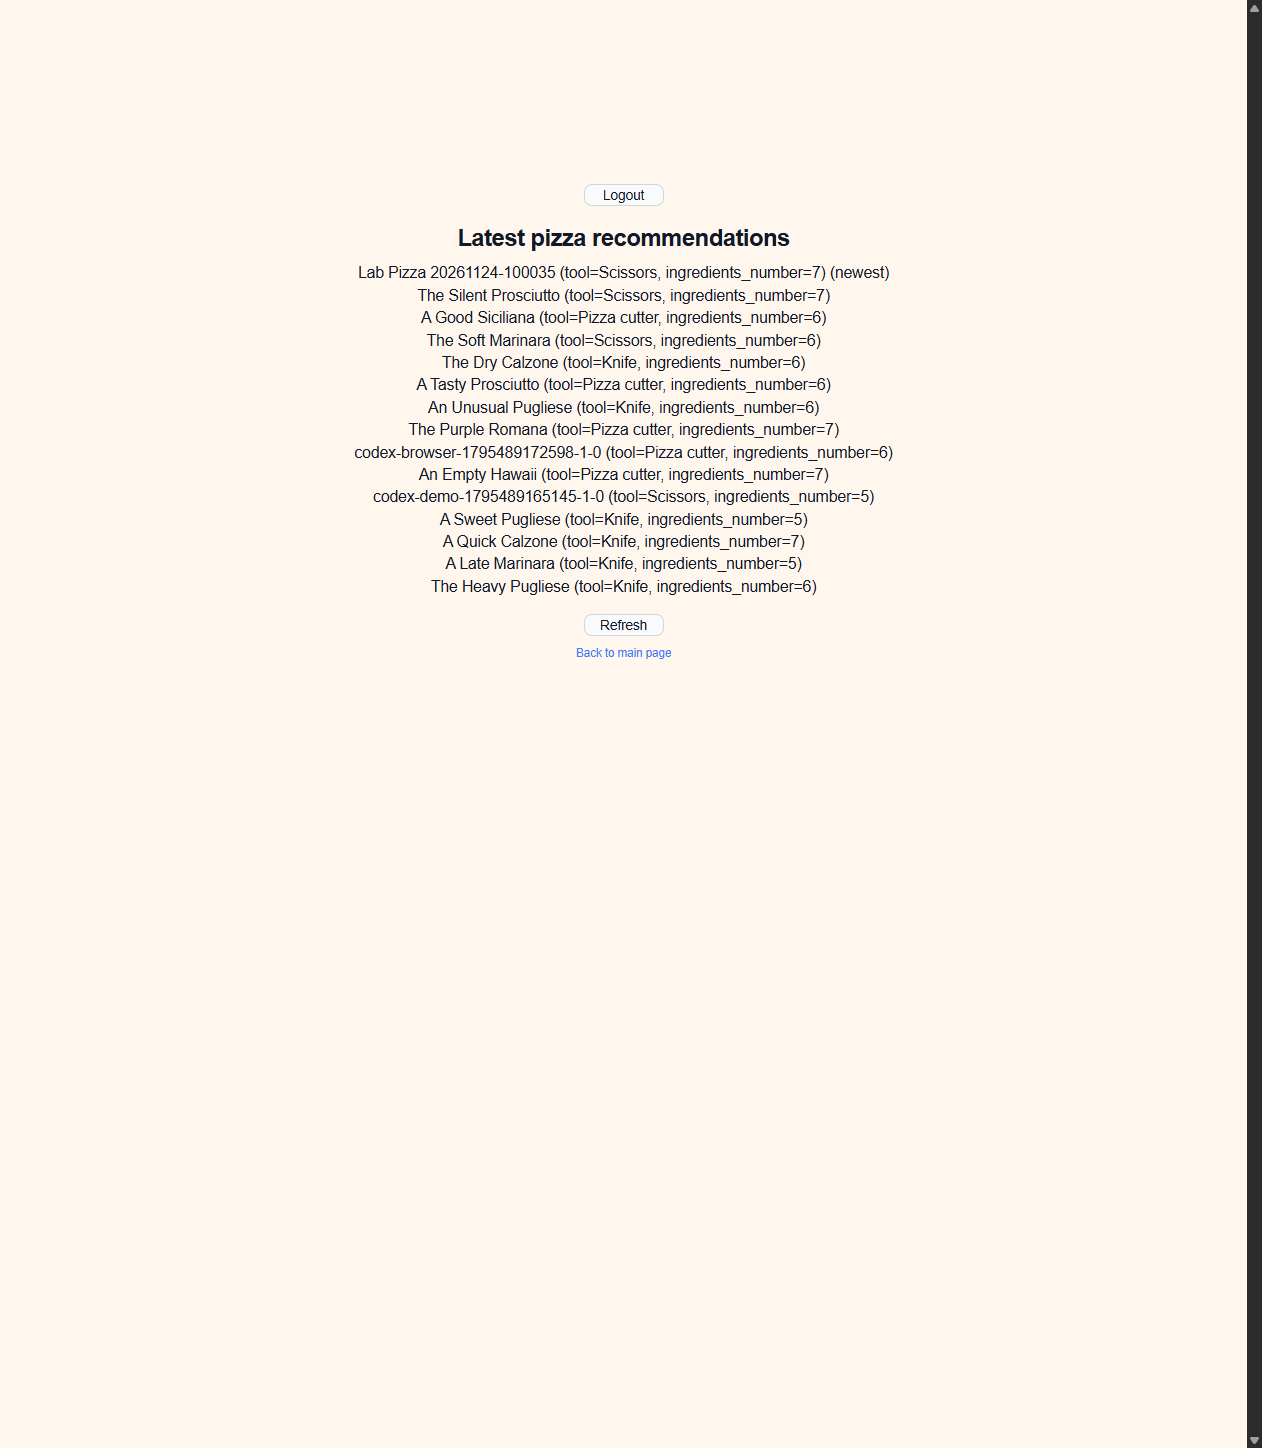 Logout
Latest pizza recommendations
Lab Pizza 20261124-100035 (tool=Scissors, ingredients_number=7) (newest)
The Silent Prosciutto (tool=Scissors, ingredients_number=7)
A Good Siciliana (tool=Pizza cutter, ingredients_number=6)
The Soft Marinara (tool=Scissors, ingredients_number=6)
The Dry Calzone (tool=Knife, ingredients_number=6)
A Tasty Prosciutto (tool=Pizza cutter, ingredients_number=6)
An Unusual Pugliese (tool=Knife, ingredients_number=6)
The Purple Romana (tool=Pizza cutter, ingredients_number=7)
codex-browser-1795489172598-1-0 (tool=Pizza cutter, ingredients_number=6)
An Empty Hawaii (tool=Pizza cutter, ingredients_number=7)
codex-demo-1795489165145-1-0 (tool=Scissors, ingredients_number=5)
A Sweet Pugliese (tool=Knife, ingredients_number=5)
A Quick Calzone (tool=Knife, ingredients_number=7)
A Late Marinara (tool=Knife, ingredients_number=5)
The Heavy Pugliese (tool=Knife, ingredients_number=6)
Refresh
Back to main page